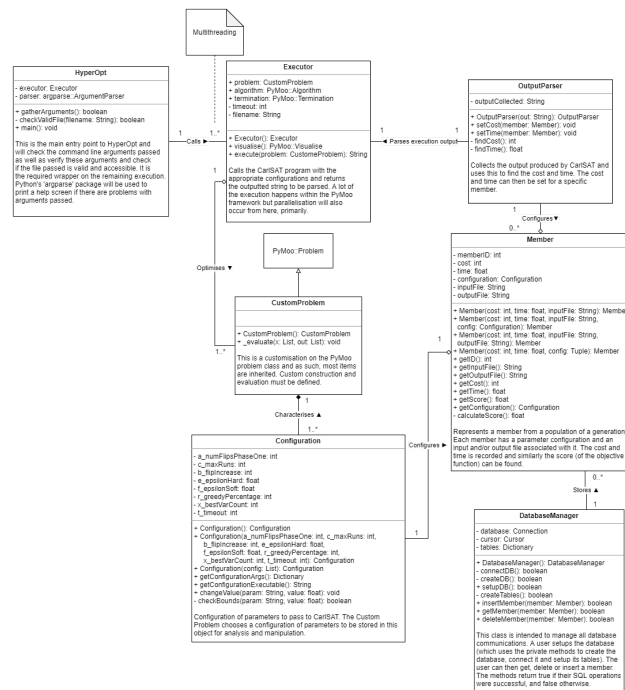 Multithreading
HyperOpt
- executor: Executor
- parser: argparse::ArgumentParser
+ gatherArguments(): boolean
- checkValidFile(filename: String): boolean
+ main(): void
This is the main entry point to HyperOpt and
will check the command line arguments passed
as well as verify these arguments and check
if the file passed is valid and accessible. It is
the required wrapper on the remaining execution.
Python's 'argparse' package will be used to
print a help screen if there are problems with
arguments passed.
1
Calls ►
1..*
Executor
+ problem: CustomProblem
+ algorithm: PyMoo::Algorithm
+ termination: PyMoo::Termination
- timeout: int
- filename: String
+ Executor(): Executor
+ visualise(): PyMoo::Visualise
+ execute(problem: CustomeProblem): String
Calls the CarlSAT program with the
appropriate configurations and returns
the outputted string to be parsed. A lot of
the execution happens within the PyMoo
framework but parallelisation will also
occur from here, primarily.
1
◄ Parses execution output
1
OutputParser
- outputCollected: String
+ OutputParser(out: String): OutputParser
+ setCost(member: Member): void
+ setTime(member: Member): void
- findCost(): int
- findTime(): float
Collects the output produced by CarlSAT and
uses this to find the cost and time. The cost
and time can then be set for a specific
member.
1
Configures▼
0..*
1
Optimises ▼
1..*
PyMoo::Problem
CustomProblem
+ CustomProblem(): CustomProblem
+ _evaluate(x: List, out: List): void
This is a customisation on the PyMoo
problem class and as such, most items
are inherited. Custom construction and
evaluation must be defined.
1
Characterises ▲
1..*
Configuration
- a_numFlipsPhaseOne: int
- c_maxRuns: int
- b_flipIncrease: int
- e_epsilonHard: float
- f_epsilonSoft: float
- r_greedyPercentage: int
- x_bestVarCount: int
- t_timeout: int
+ Configuration(): Configuration
+ Configuration(a_numFlipsPhaseOne: int, c_maxRuns: int,
b_flipIncrease: int, e_epsilonHard: float,
f_epsilonSoft: float, r_greedyPercentage: int,
x_bestVarCount: int, t_timeout: int): Configuration
+ Configuration(config: List): Configuration
+ getConfigurationArgs(): Dictionary
+ getConfigurationExecutable(): String
+ changeValue(param: String, value: float): void
- checkBounds(param: String, value: float): boolean
Configuration of parameters to pass to CarlSAT. The Custom
Problem chooses a configuration of parameters to be stored in this
object for analysis and manipulation.
1
Configures ►
1
Member
- memberID: int
- cost: int
- time: float
- configuration: Configuration
- inputFile: String
- outputFile: String
+ Member(cost: int, time: float, inputFile: String): Membe
+ Member(cost: int, time: float, inputFile: String,
config: Configuration): Member
+ Member(cost: int, time: float, inputFile: String,
outputFile: String): Member
+ Member(cost: int, time: float, config: Tuple): Member
+ getID(): int
+ getInputFile(): String
+ getOutputFile(): String
+ getCost(): int
+ getTime(): float
+ getScore(): float
+ getConfiguration(): Configuration
- calculateScore(): float
Represents a member from a population of a generation
Each member has a parameter configuration and an
input and/or output file associated with it. The cost and
time is recorded and similarly the score (of the objective
function) can be found.
0..*
Stores ▲
1
DatabaseManager
- database: Connection
- cursor: Cursor
- tables: Dictionary
+ DatabaseManager(): DatabaseManager
- connectDB(): boolean
- createDB(): boolean
+ setupDB(): boolean
- createTables(): boolean
+ insertMember(member: Member): boolean
+ getMember(member: Member): boolean
+ deleteMember(member: Member): boolean
This class is intended to manage all database
communications. A user setups the database
(which uses the private methods to create the
database, connect it and setup its tables). The
user can then get, delete or insert a member.
The methods return true if their SQL operations
were successful, and false otherwise.